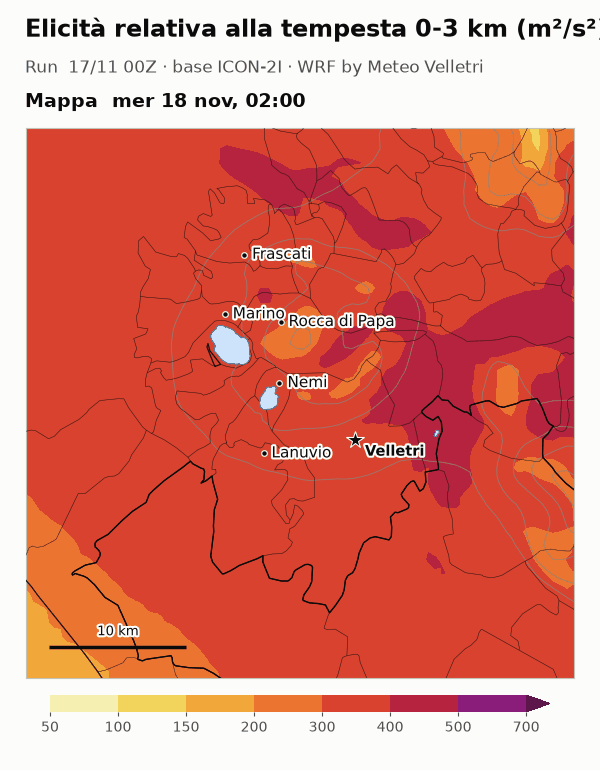 Elicità relativa alla tempesta 0-3 km (m²/s²)
Run  17/11 00Z · base ICON-2I · WRF by Meteo Velletri
Mappa  mer 18 nov, 02:00
Frascati
Marino
Rocca di Papa
Nemi
Lanuvio
Velletri
10 km
50 100 150 200 300 400 500 700